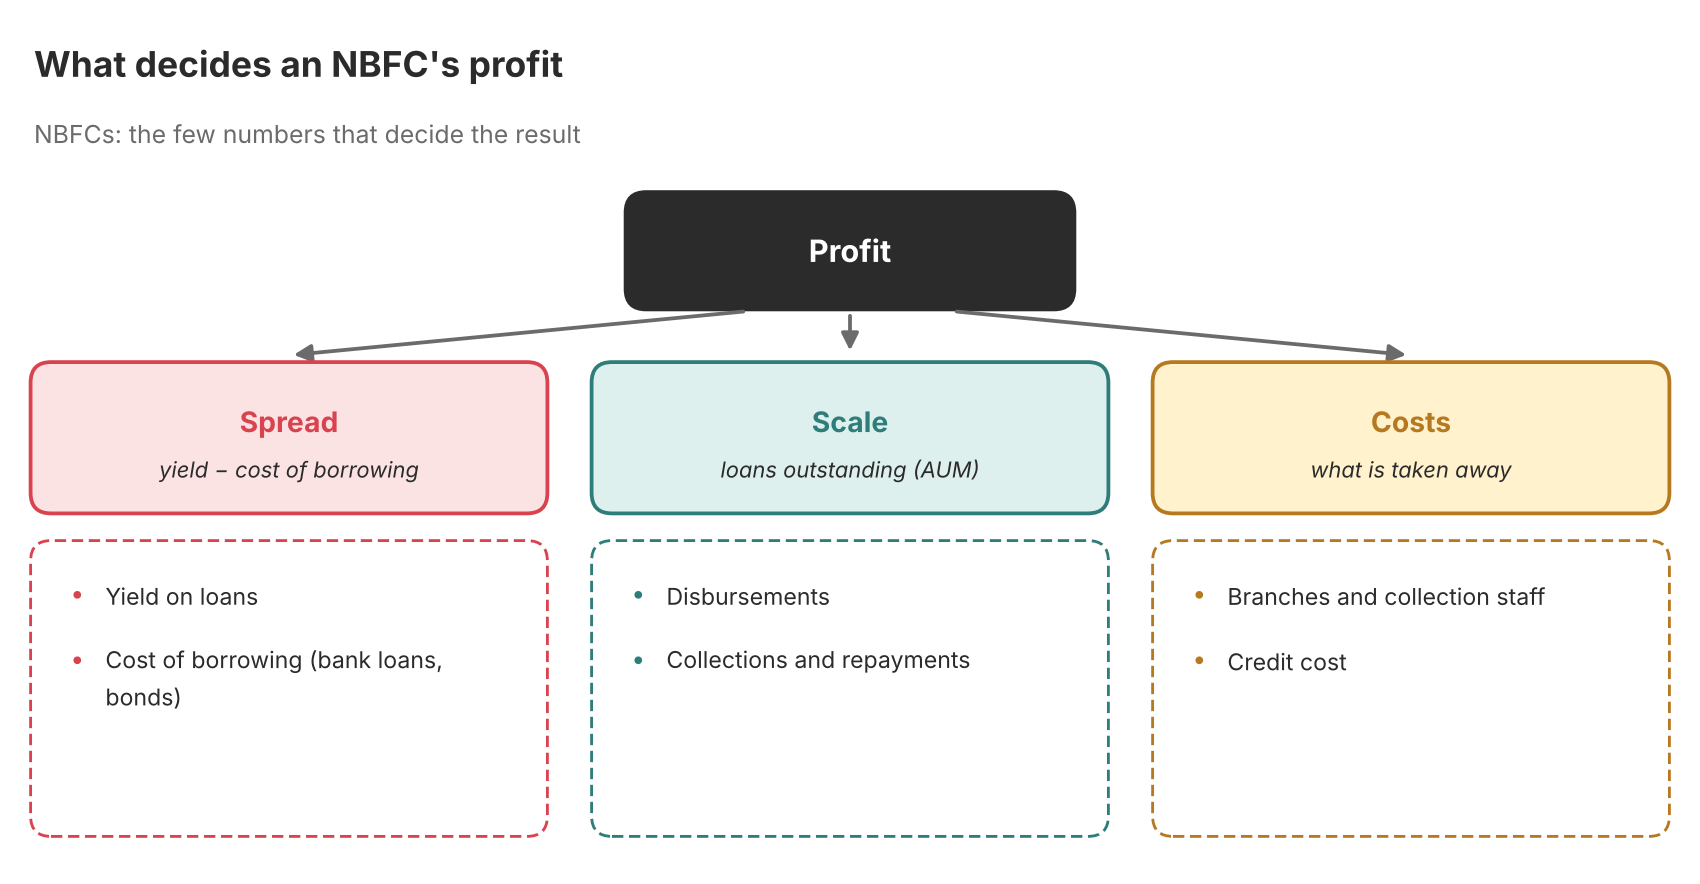 What decides an NBFC's profit
NBFCs: the few numbers that decide the result
Profit
Spread
yield – cost of borrowing
Scale
loans outstanding (AUM)
Costs
what is taken away
• Yield on loans
• Cost of borrowing (bank loans,
bonds)
• Disbursements
• Collections and repayments
• Branches and collection staff
• Credit cost